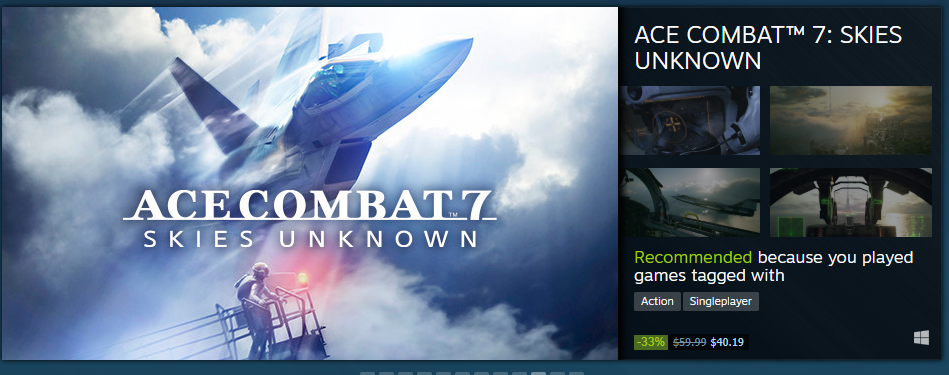 ACE COMBAT™ 7: SKIES
UNKNOWN
ACE COMBAT 7™
SKIES UNKNOWN
Recommended because you played
games tagged with
Action Singleplayer
-33% $59.99 $40.19